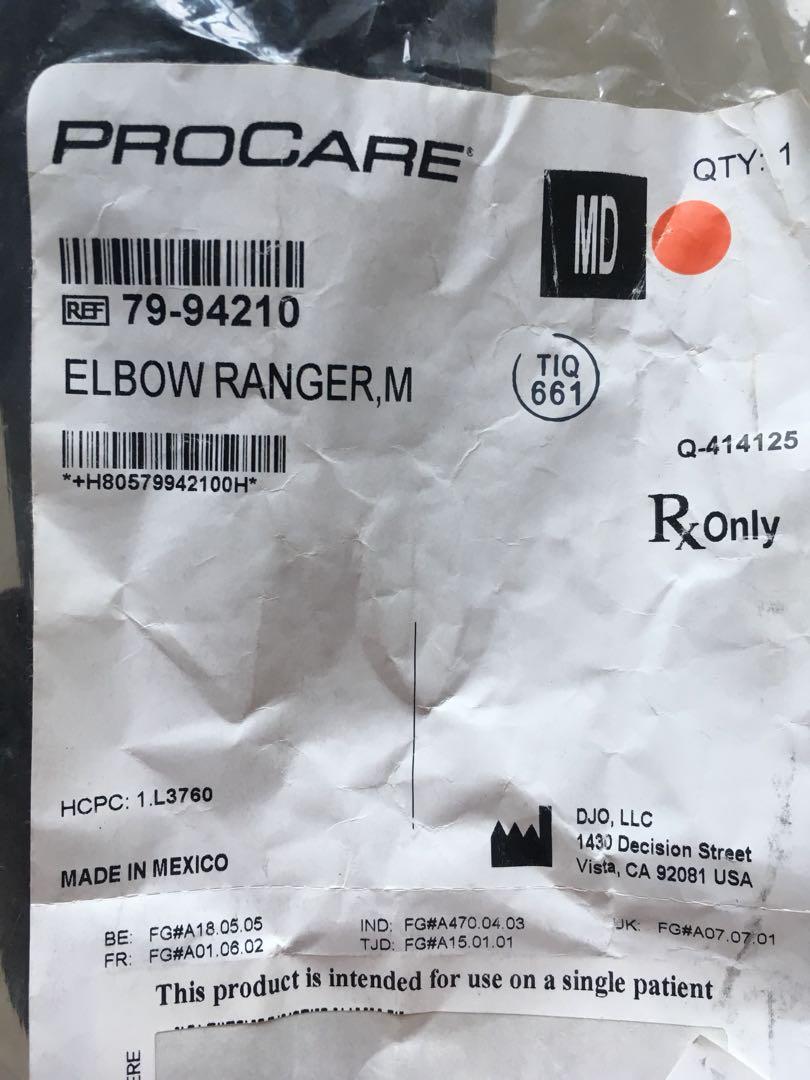 PROCARE®
QTY: 1
MD
REF 79-94210
ELBOW RANGER,M
TIQ
661
*+H80579942100H*
Q-414125
Rx Only
HCPC: 1.L3760
DJO, LLC
1430 Decision Street
Vista, CA 92081 USA
MADE IN MEXICO
BE: FG#A18.05.05
FR: FG#A01.06.02
IND: FG#A470.04.03
TJD: FG#A15.01.01
UK: FG#A07.07.01
This product is intended for use on a single patient